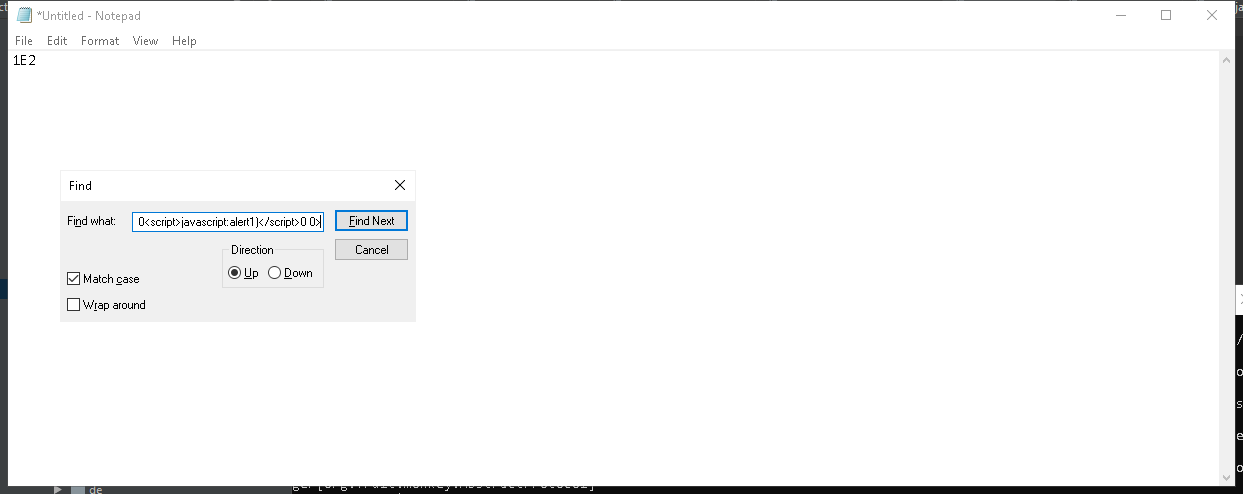 *Untitled - Notepad
File Edit Format View Help
1E2
Find
Find what: 0<script>javascript:alert1)</script>0 0>
Find Next
Direction
Cancel
Up Down
Match case
Wrap around
de